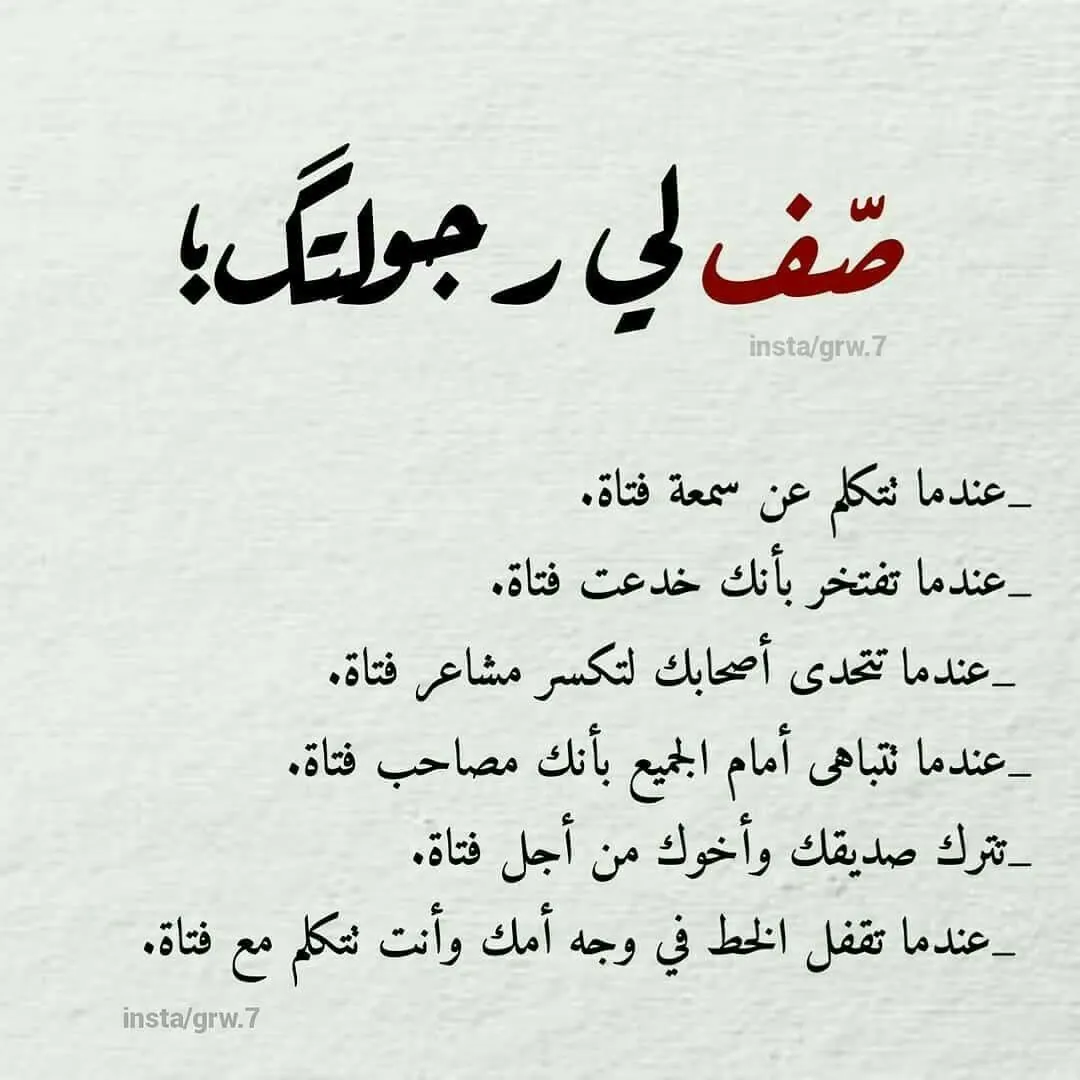 صّف لي رجولتگَ؟!
insta/grw.7
_عندما تتكلم عن سمعة فتاة.
_عندما تفتخر بأنك خدعت فتاة.
_عندما تتحدى أصحابك لتكسر مشاعر فتاة.
_عندما تتباهى أمام الجميع بأنك مصاحب فتاة.
_تترك صديقك وأخوك من أجل فتاة.
_عندما تقفل الخط في وجه أمك وأنت تتكلم مع فتاة.
insta/grw.7